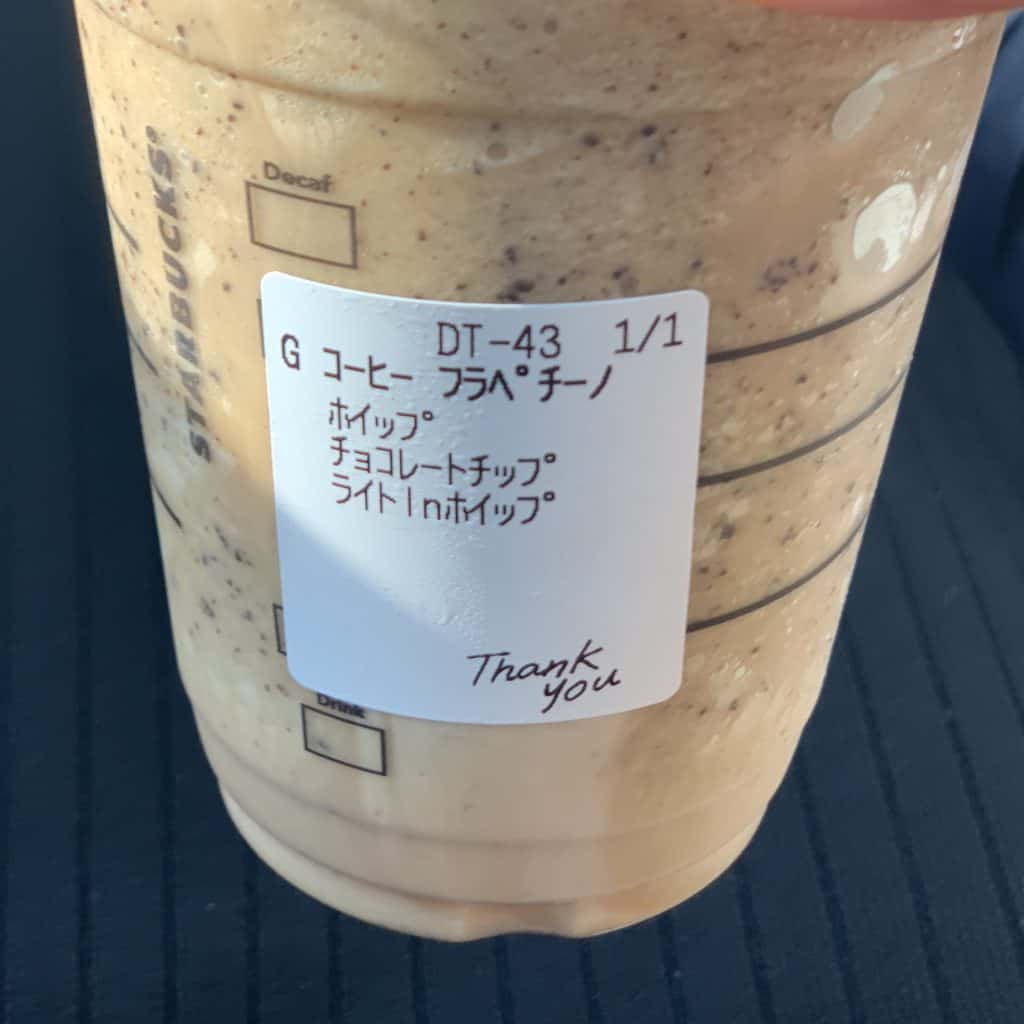 STARBUCKS®
Decaf
DT-43 1/1
G コーヒー フラペチーノ
ホイップ
チョコレートチップ
ライトInホイップ
Thank
you
Drink